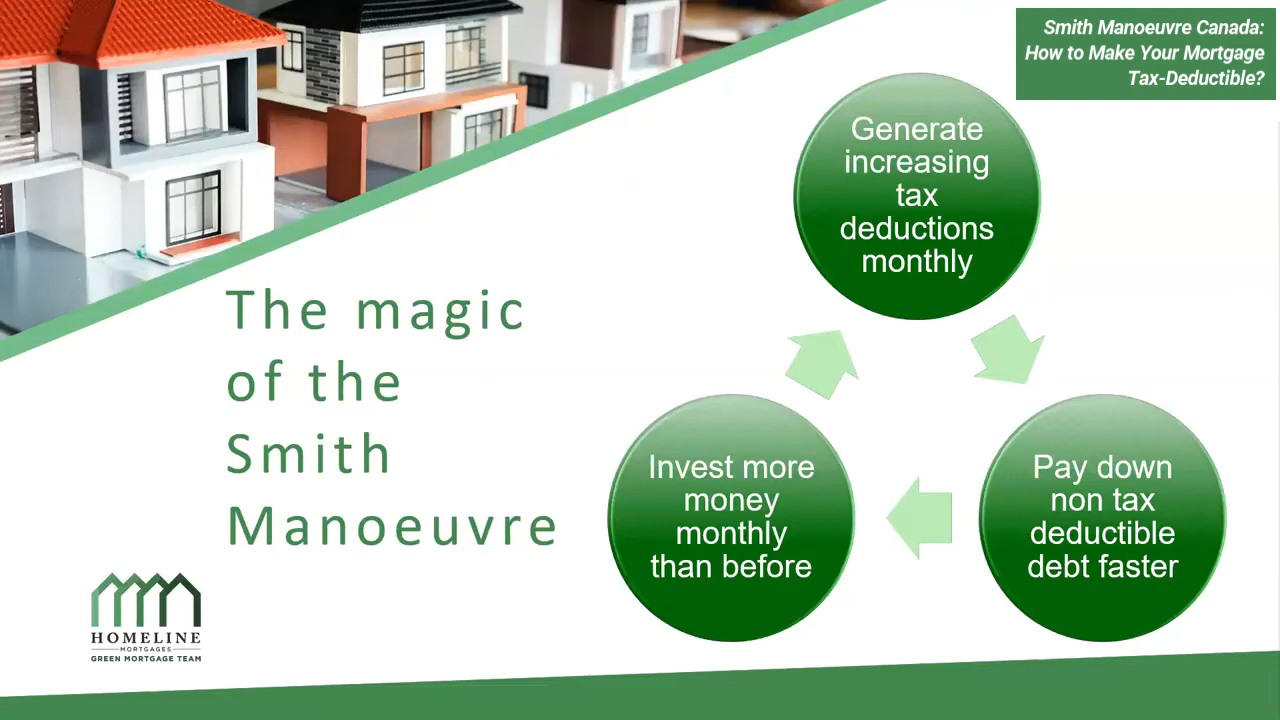 Smith Manoeuvre Canada:
How to Make Your Mortgage
Tax-Deductible?
The magic
of the
Smith
Manoeuvre
Generate
increasing
tax
deductions
monthly
Pay down
non tax
deductible
debt faster
Invest more
money
monthly
than before
HOMELINE
MORTGAGES
GREEN MORTGAGE TEAM